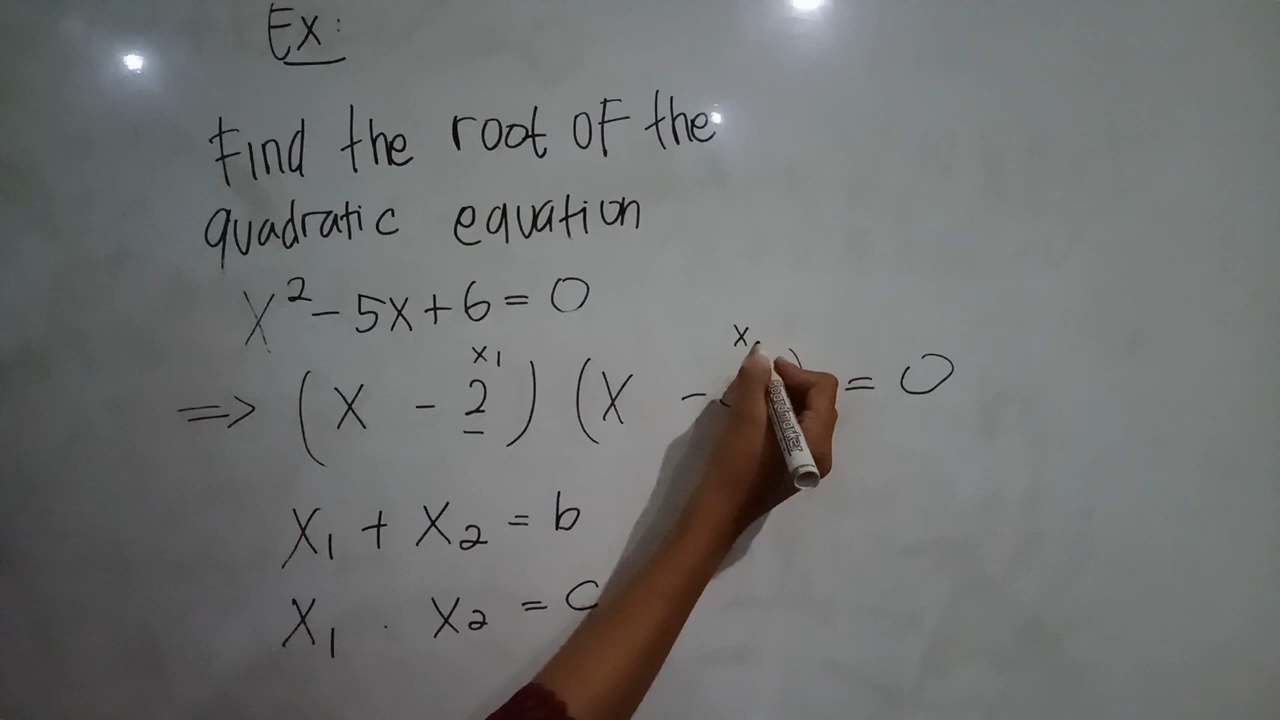 Ex:
Find the root of the
quadratic equation
x² - 5x + 6 = 0
x1 x
=> (x - 2) (x - ) = 0
x₁ + x₂ = b
x₁ . x₂ = c
boardmarker